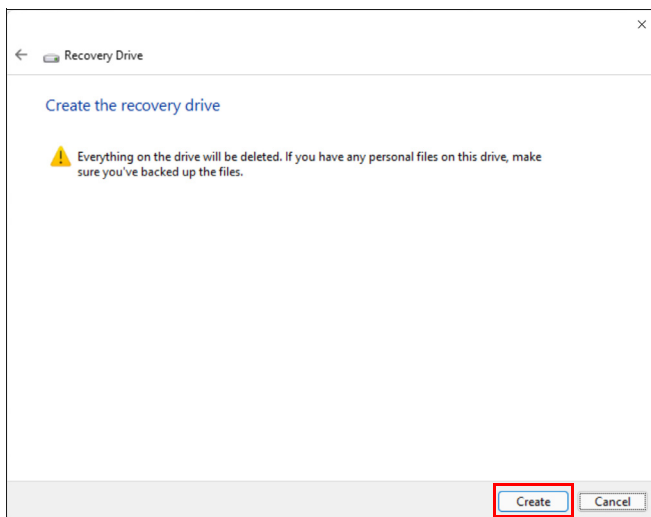 Recovery Drive
Create the recovery drive
Everything on the drive will be deleted. If you have any personal files on this drive, make
sure you've backed up the files.
Create Cancel